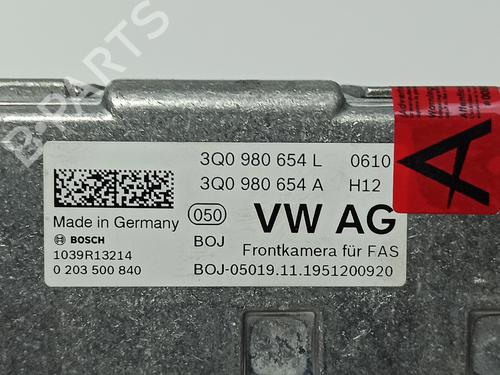 3Q0 980 654 L 0610
3Q0 980 654 A H12
Made in Germany 050 VW AG
BOSCH BOJ Frontkamera für FAS
1039R13214
0 203 500 840 BOJ-05019.11.1951200920
A
B-PARTS